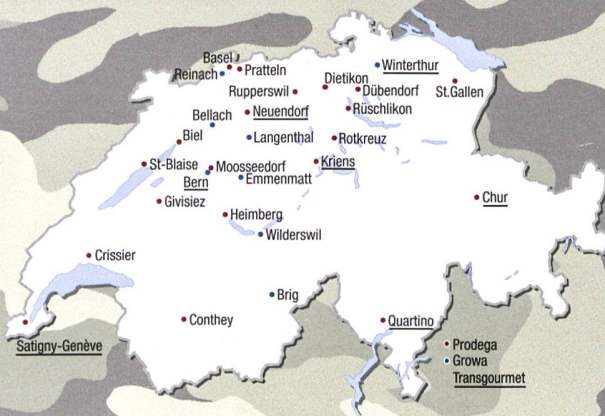 Basel
Reinach
Pratteln
Winterthur
Dietikon
Rupperswil
Dübendorf
St.Gallen
Rüschlikon
Neuendorf
Bellach
Biel
Langenthal
Rotkreuz
St-Blaise
Moosseedorf
Kriens
Bern
Emmenmatt
Givisiez
Chur
Heimberg
Wilderswil
Crissier
Brig
Conthey
Quartino
Satigny-Genève
Prodega
Growa
Transgourmet